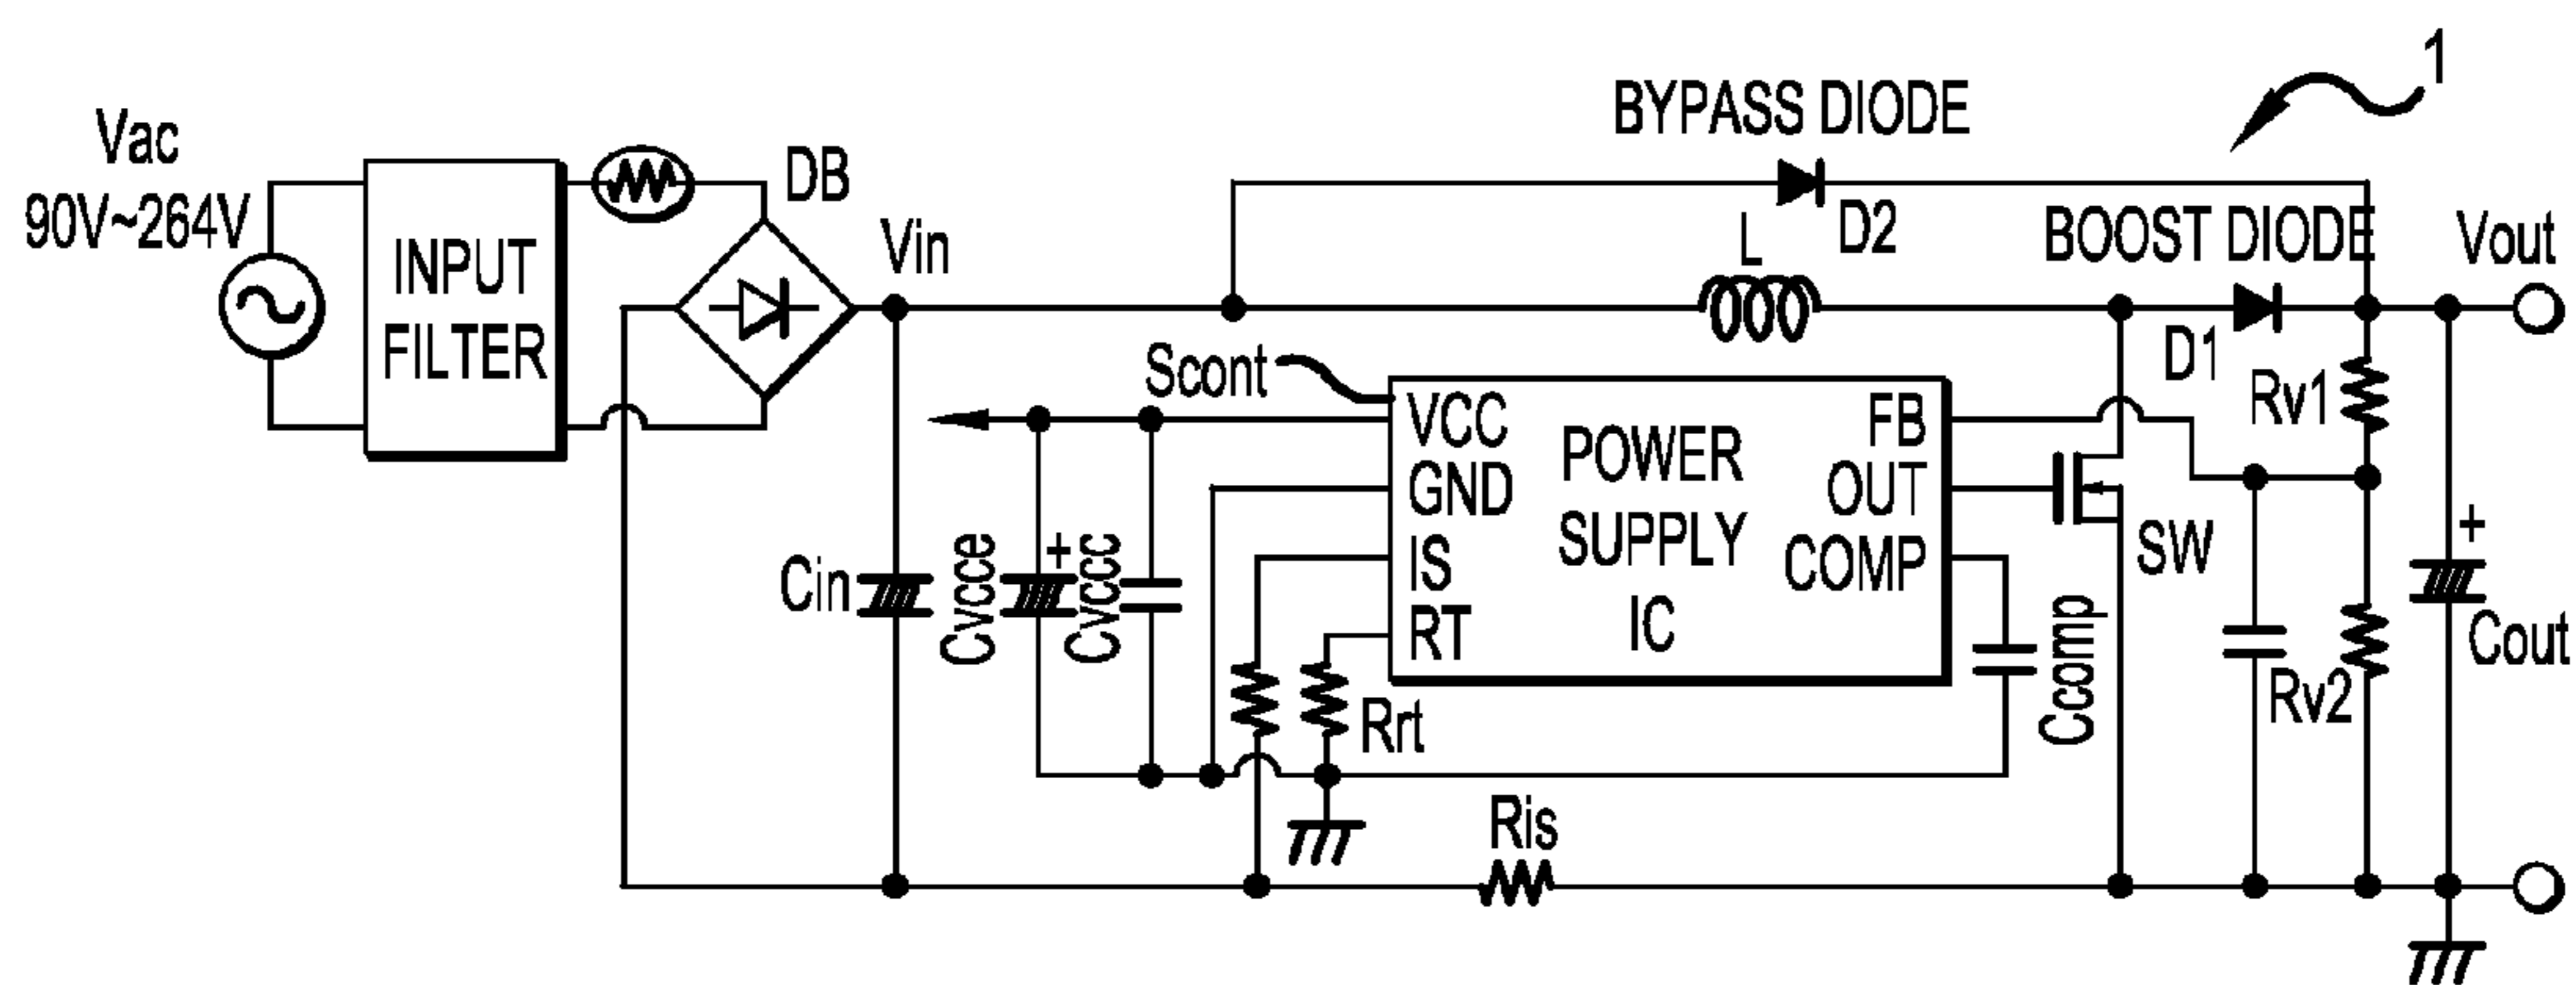 1
Vac
90V~264V
INPUT
FILTER
DB
Vin
BYPASS DIODE
D2
L
BOOST DIODE
Vout
D1
Scont
VCC
GND
IS
RT
POWER
SUPPLY
IC
FB
OUT
COMP
Rv1
SW
Cin
Cvcce
+
Cvccc
Rrt
Ccomp
Rv2
+
Cout
Ris